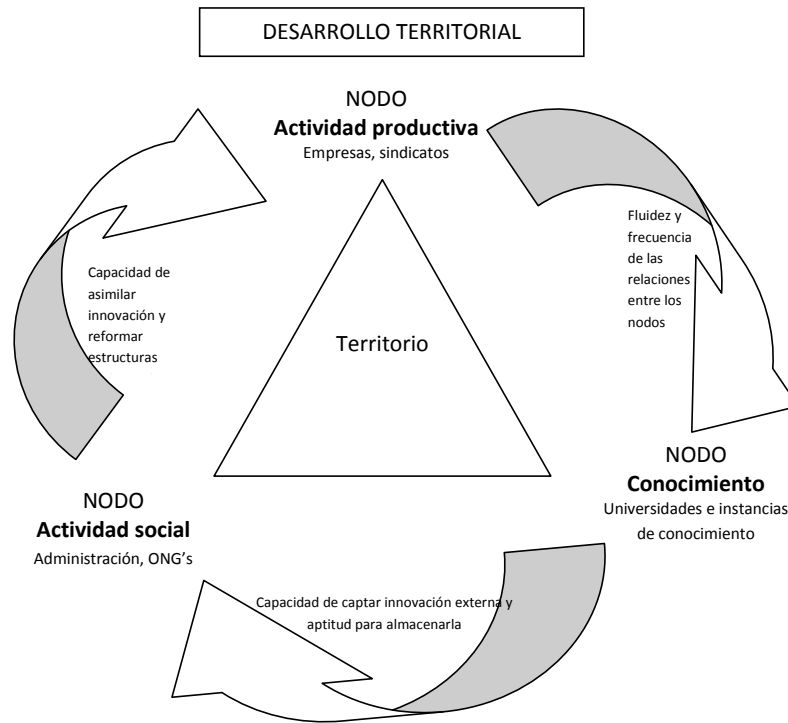 DESARROLLO TERRITORIAL
NODO
Actividad productiva
Empresas, sindicatos
Fluidez y
frecuencia
de las
relaciones
entre los
nodos
Capacidad de
asimilar
innovación y
reformar
estructuras
Territorio
NODO
Conocimiento
Universidades e instancias
de conocimiento
NODO
Actividad social
Administración, ONG’s
Capacidad de captar innovación externa y
aptitud para almacenarla